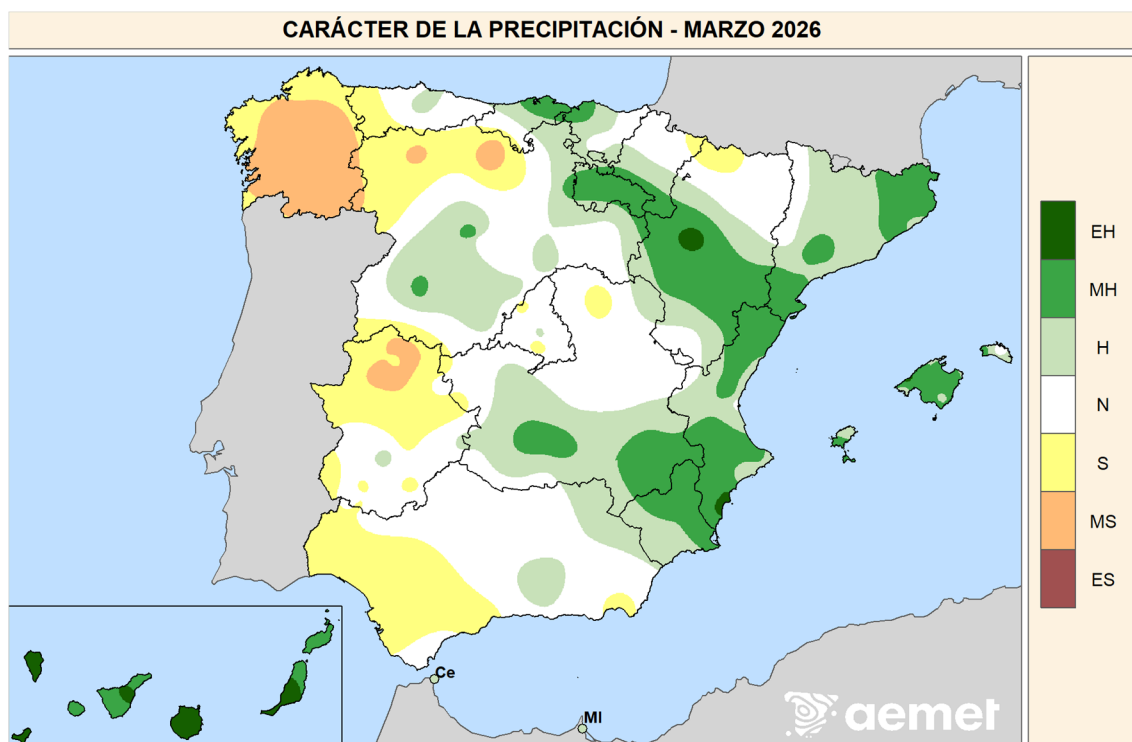 CARÁCTER DE LA PRECIPITACIÓN - MARZO 2026
EH
MH
H
N
S
MS
ES
Ce
Ml
aemet